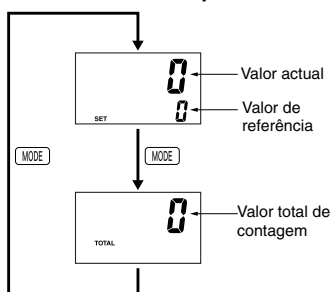 0
Valor actual
SET
0
Valor de
referência
MODE
MODE
0
Valor total de
contagem
TOTAL